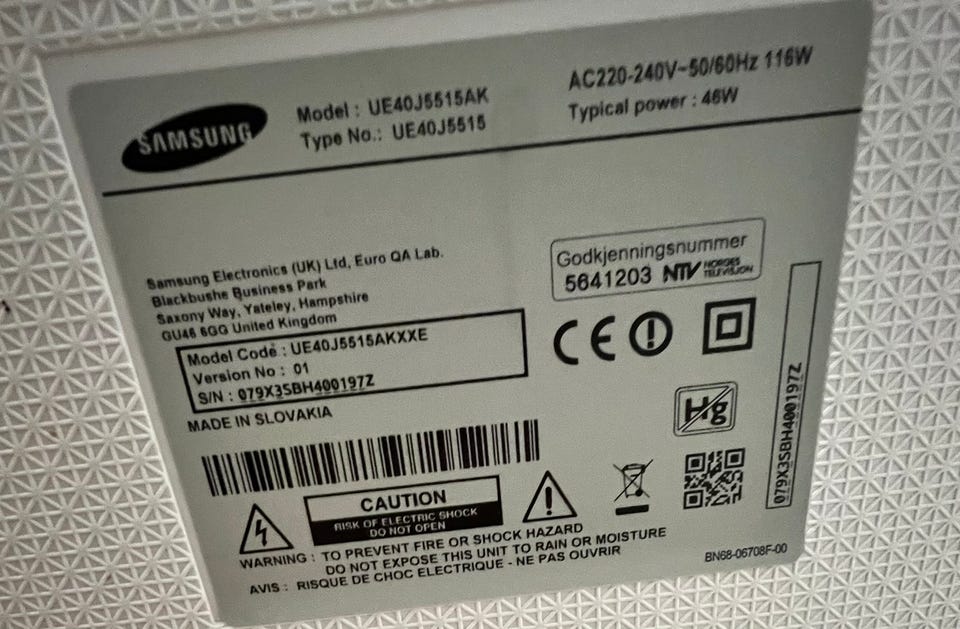 SAMSUNG
Model : UE40J5515AK
Type No.: UE40J5515
AC220-240V~50/60Hz 116W
Typical power : 46W
Samsung Electronics (UK) Ltd, Euro QA Lab.
Blackbushe Business Park
Saxony Way, Yateley, Hampshire
GU46 6GG United Kingdom
Godkjenningsnummer
5641203 NTV NORGES
TELEVISJON
Model Code : UE40J5515AKXXE
Version No : 01
S/N : 079X3SBH400197Z
MADE IN SLOVAKIA
CE
Hg
079X3SBH400197Z
CAUTION
RISK OF ELECTRIC SHOCK
DO NOT OPEN
WARNING : TO PREVENT FIRE OR SHOCK HAZARD
DO NOT EXPOSE THIS UNIT TO RAIN OR MOISTURE
AVIS : RISQUE DE CHOC ELECTRIQUE - NE PAS OUVRIR
BN68-06708F-00